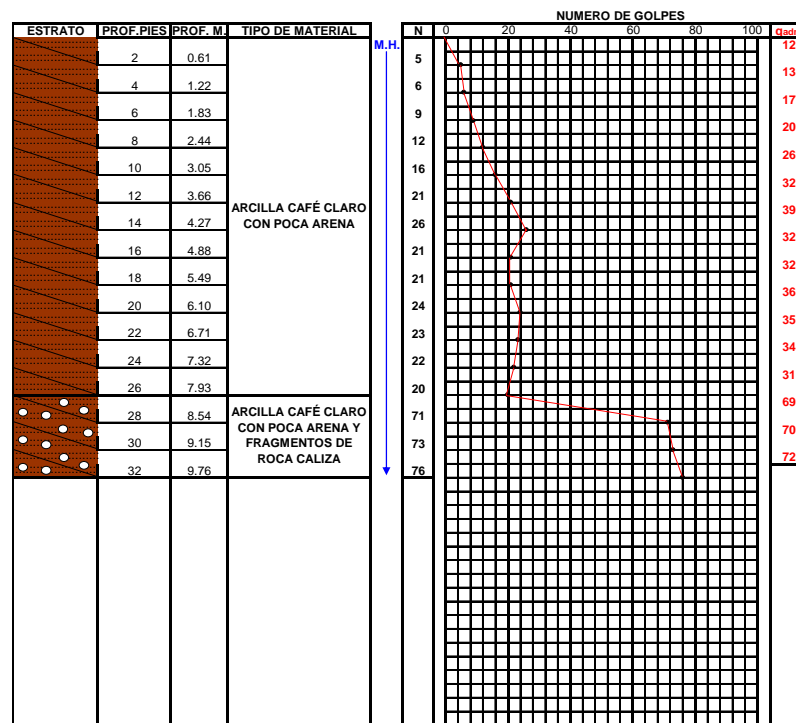 NUMERO DE GOLPES
ESTRATO PROF.PIES PROF. M. TIPO DE MATERIAL N 0 20 40 60 80 100
M.H.
12
2 0.61 5
13
4 1.22 6
17
6 1.83 9
20
8 2.44 12
26
10 3.05 16
32
12 3.66 21
ARCILLA CAFÉ CLARO
CON POCA ARENA
39
14 4.27 26
32
16 4.88 21
32
18 5.49 21
36
20 6.10 24
35
22 6.71 23
34
24 7.32 22
31
26 7.93 20
69
28 8.54 71
ARCILLA CAFÉ CLARO
CON POCA ARENA Y
FRAGMENTOS DE
ROCA CALIZA
70
30 9.15 73
72
32 9.76 76